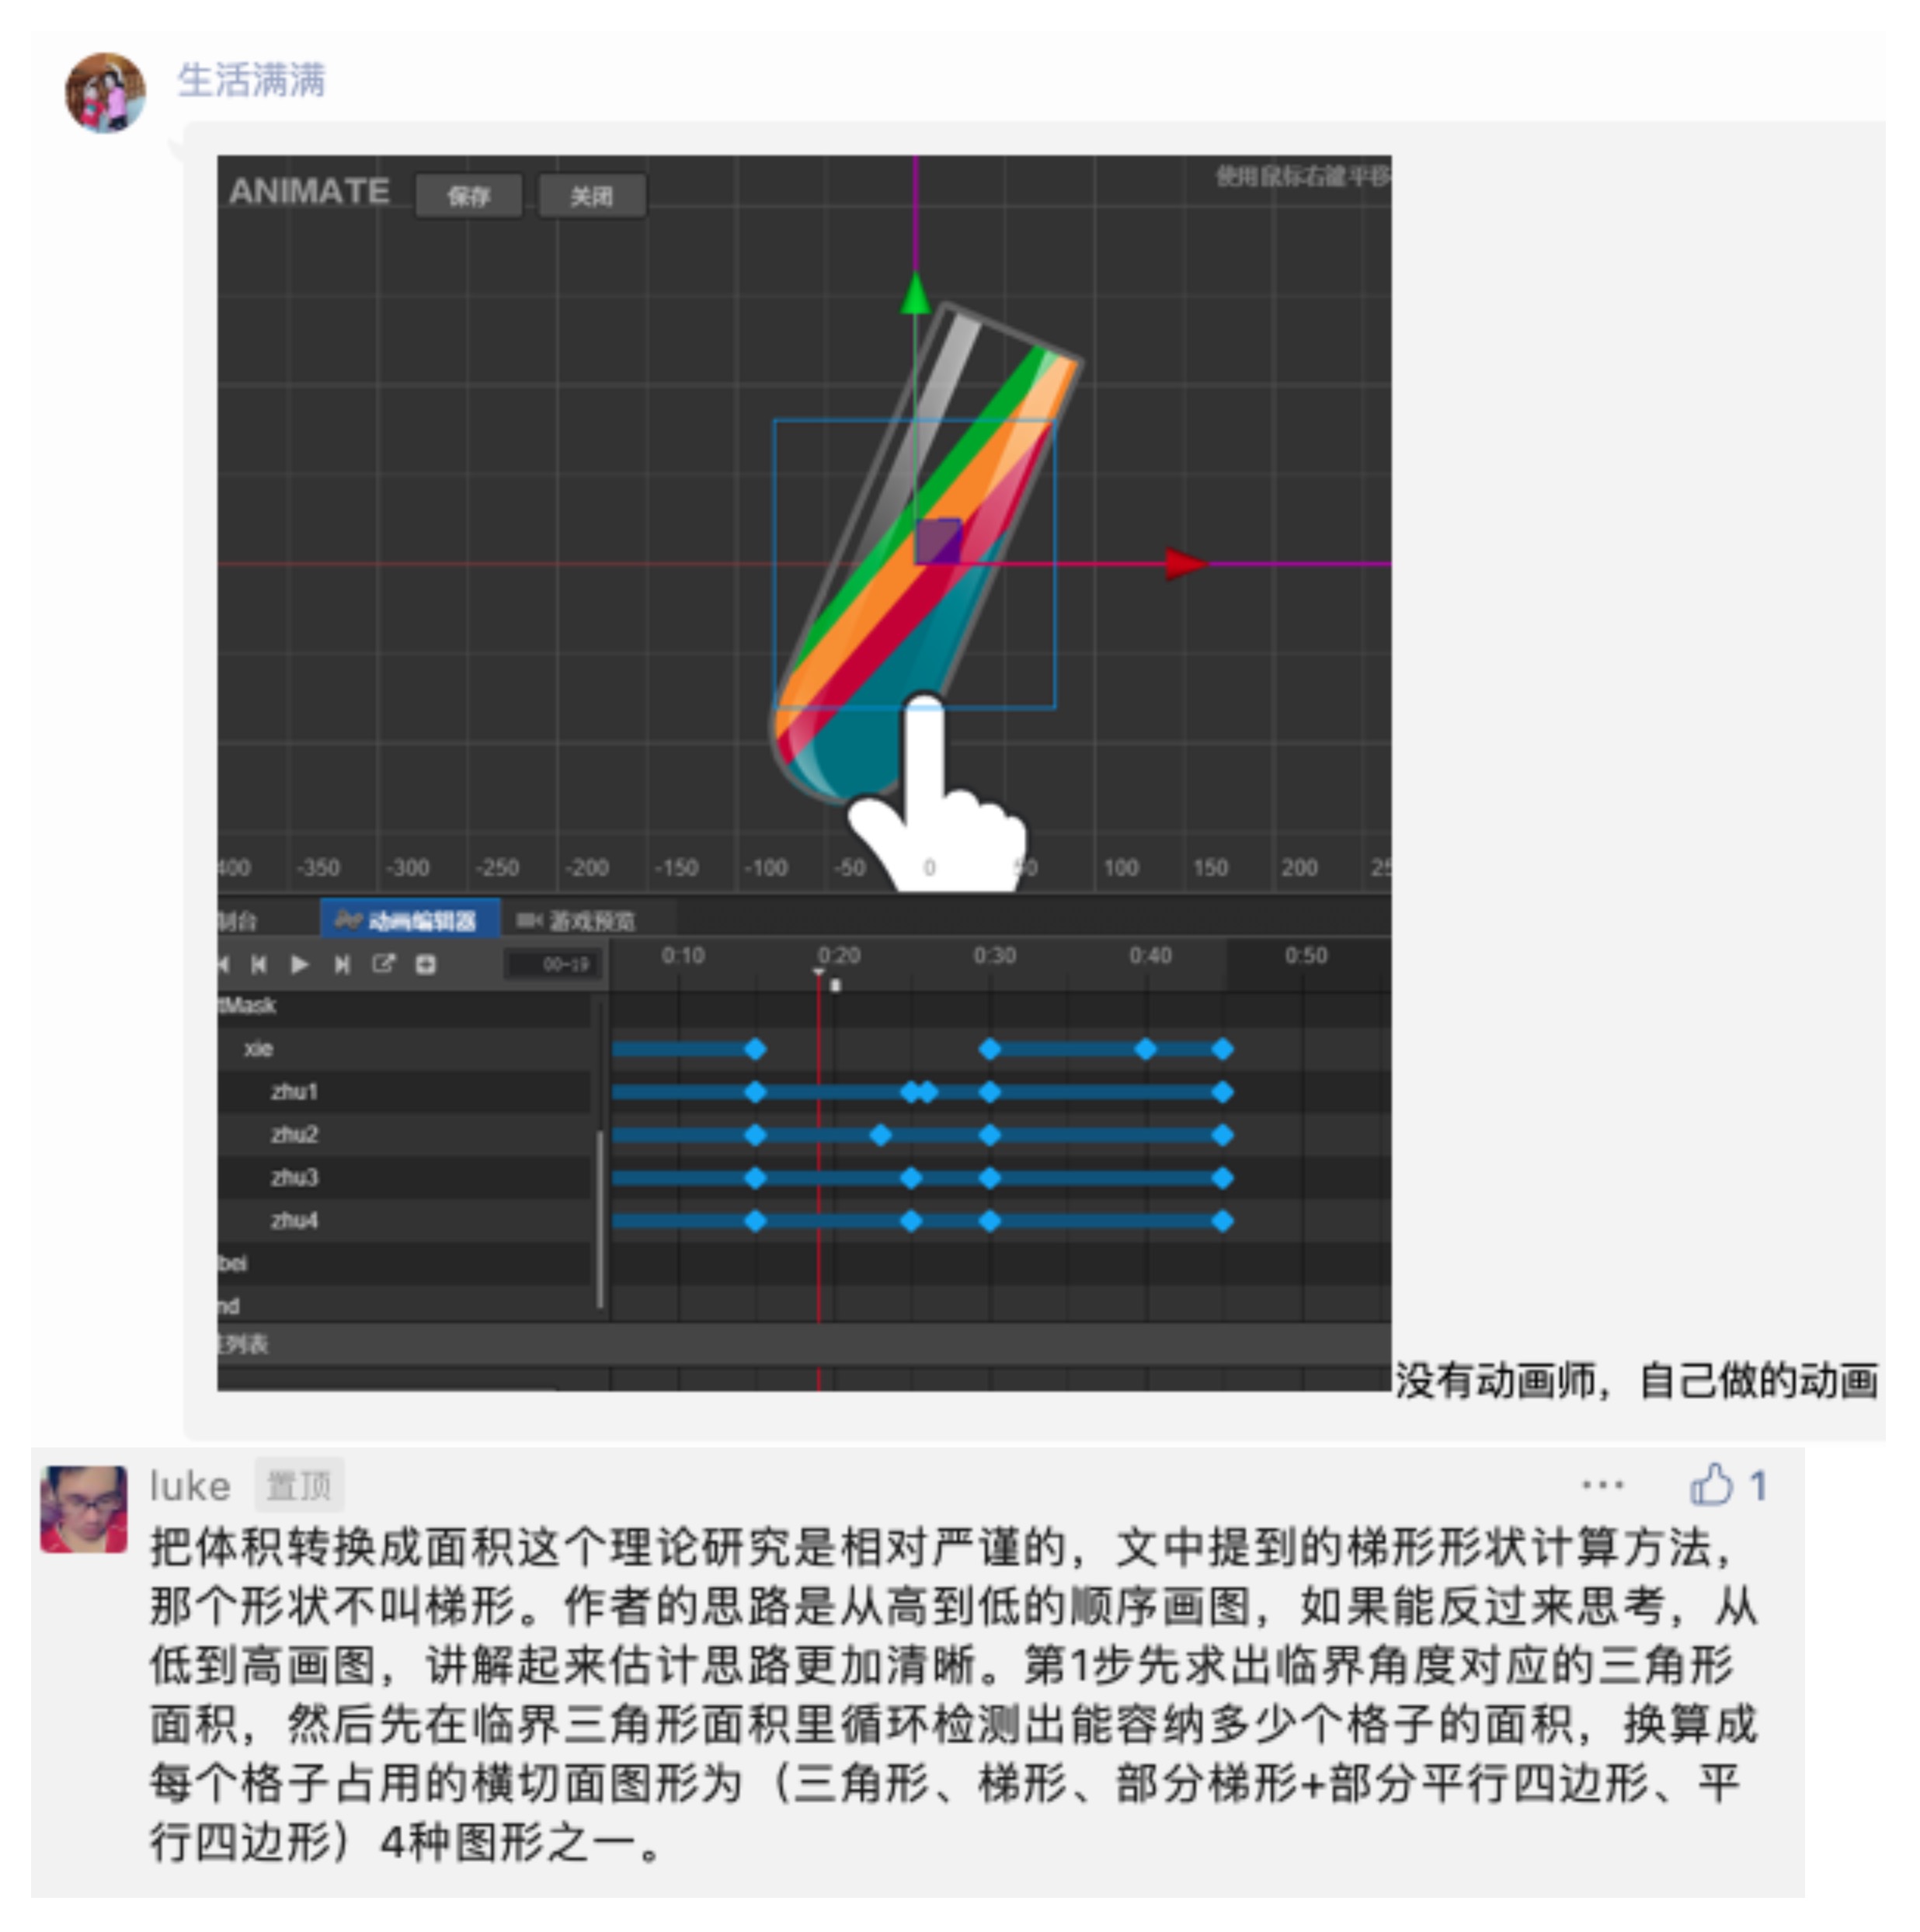 生活满满
ANIMATE 保存 关闭 使用鼠标右键平移
-350 -300 -250 -200 -150 -100 -50 0 50 100 150 200
制台 动画编辑器 游戏预览
00-19 0:10 0:20 0:30 0:40 0:50
Mask
xie
zhu1
zhu2
zhu3
zhu4
bei
nd
列表
没有动画师，自己做的动画
luke 置顶 ··· 1
把体积转换成面积这个理论研究是相对严谨的，文中提到的梯形形状计算方法，
那个形状不叫梯形。作者的思路是从高到低的顺序画图，如果能反过来思考，从
低到高画图，讲解起来估计思路更加清晰。第1步先求出临界角度对应的三角形
面积，然后先在临界三角形面积里循环检测出能容纳多少个格子的面积，换算成
每个格子占用的横切面图形为（三角形、梯形、部分梯形+部分平行四边形、平
行四边形）4种图形之一。